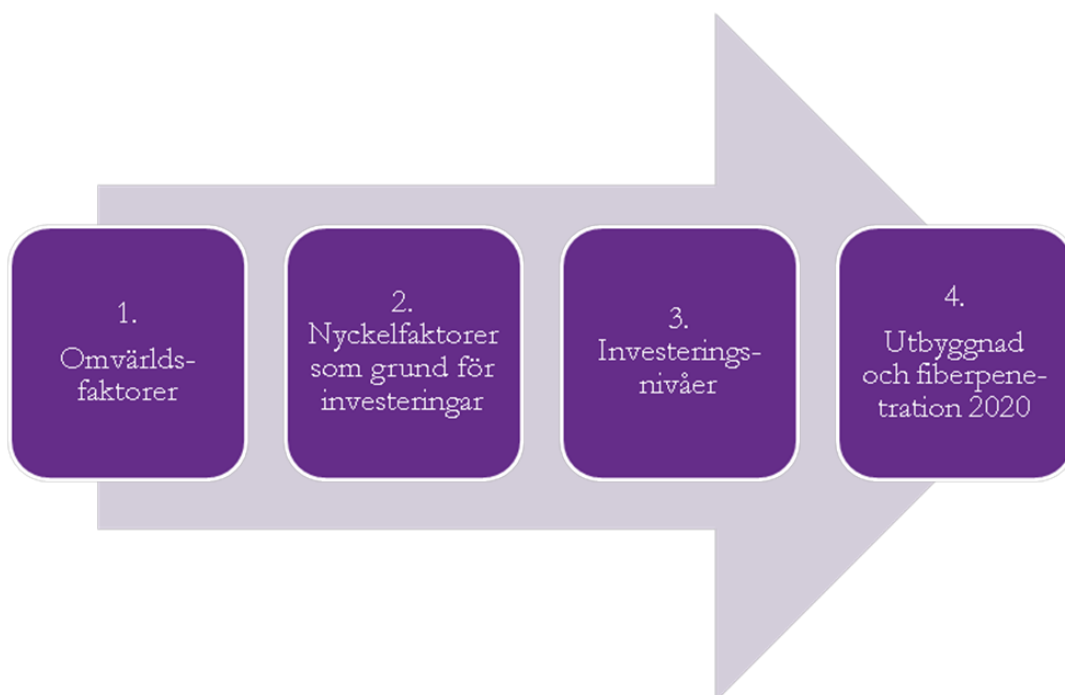 1.
Omvärlds-
faktorer
2.
Nyckelfaktorer
som grund för
investeringar
3.
Investerings-
nivåer
4.
Utbyggnad
och fiberpene-
tration 2020